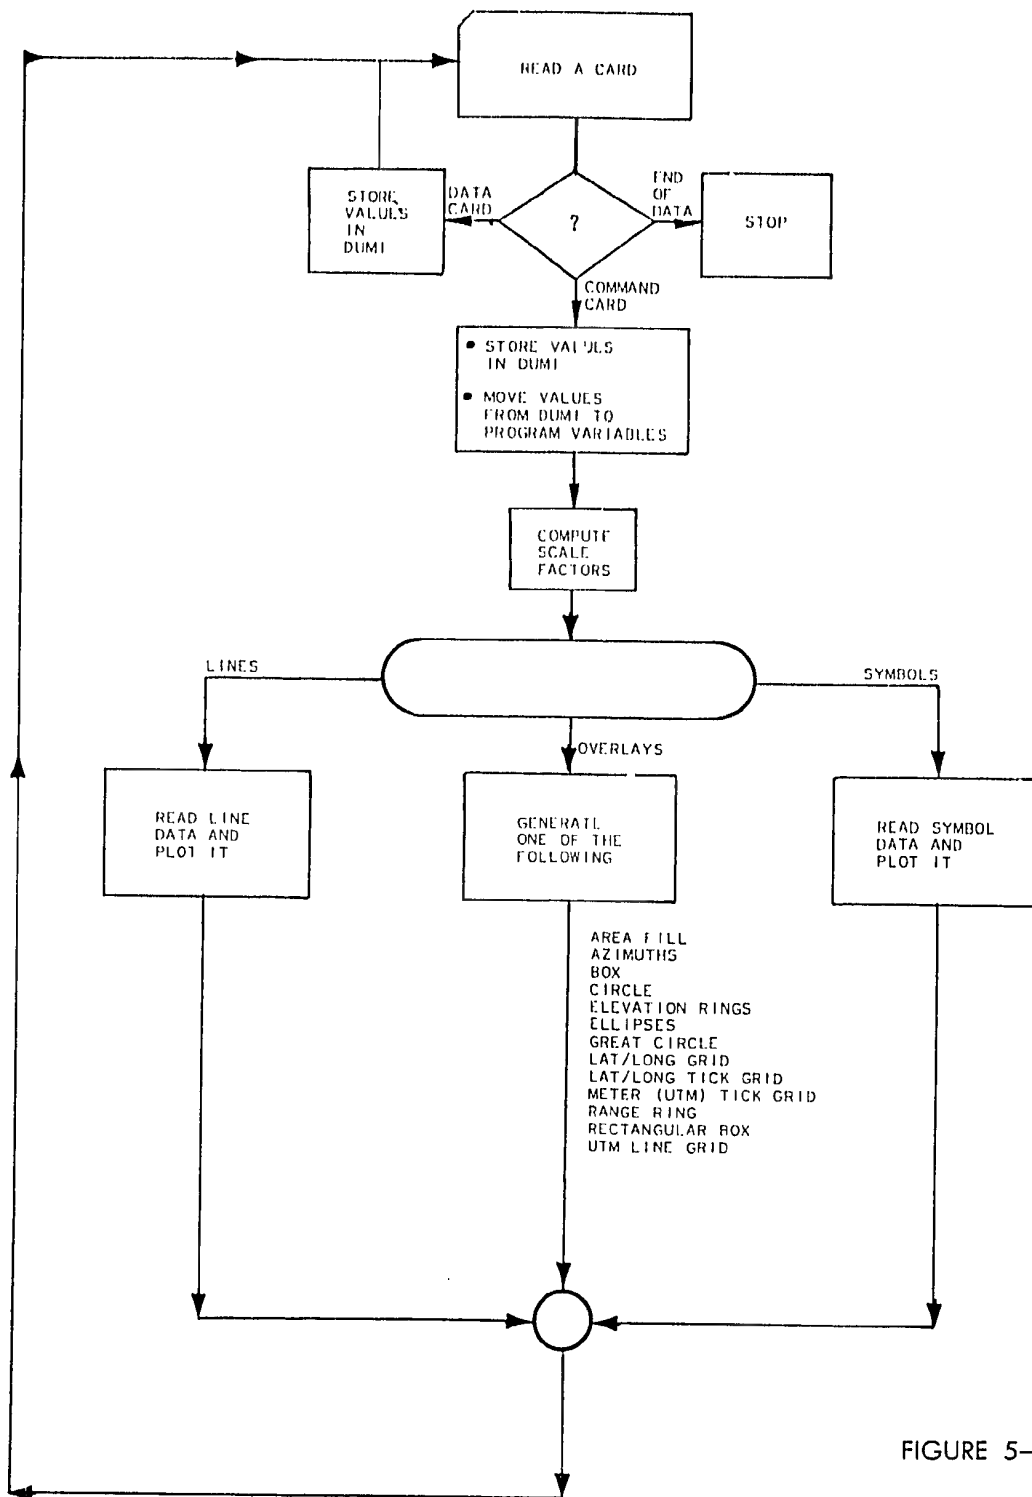 READ A CARD
STORE
VALUES
IN
DUM1
DATA
CARD
?
END
OF
DATA
STOP
COMMAND
CARD
• STORE VALUES
IN DUM1
• MOVE VALUES
FROM DUM1 TO
PROGRAM VARIABLES
COMPUTE
SCALE
FACTORS
LINES
SYMBOLS
OVERLAYS
READ LINE
DATA AND
PLOT IT
GENERATE
ONE OF THE
FOLLOWING
READ SYMBOL
DATA AND
PLOT IT
AREA FILL
AZIMUTHS
BOX
CIRCLE
ELEVATION RINGS
ELLIPSES
GREAT CIRCLE
LAT/LONG GRID
LAT/LONG TICK GRID
METER (UTM) TICK GRID
RANGE RING
RECTANGULAR BOX
UTM LINE GRID
FIGURE 5–